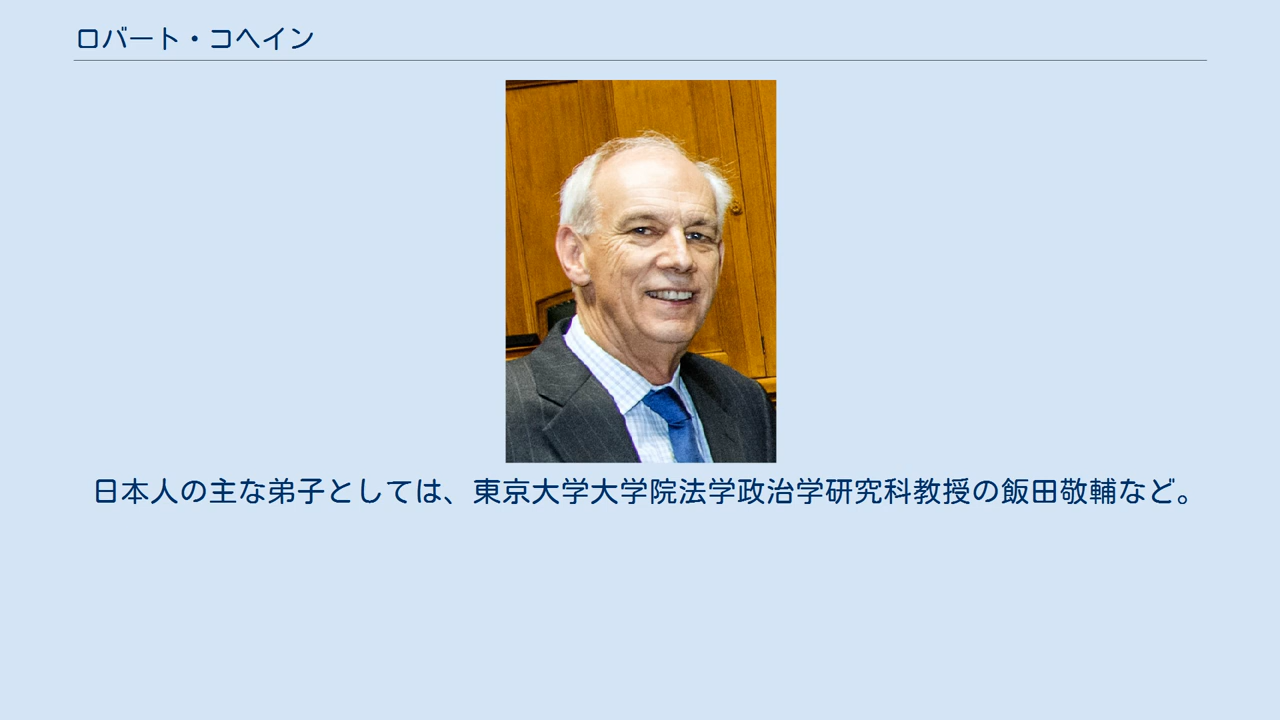 ロバート・コヘイン
日本人の主な弟子としては、東京大学大学院法学政治学研究科教授の飯田敬輔など。